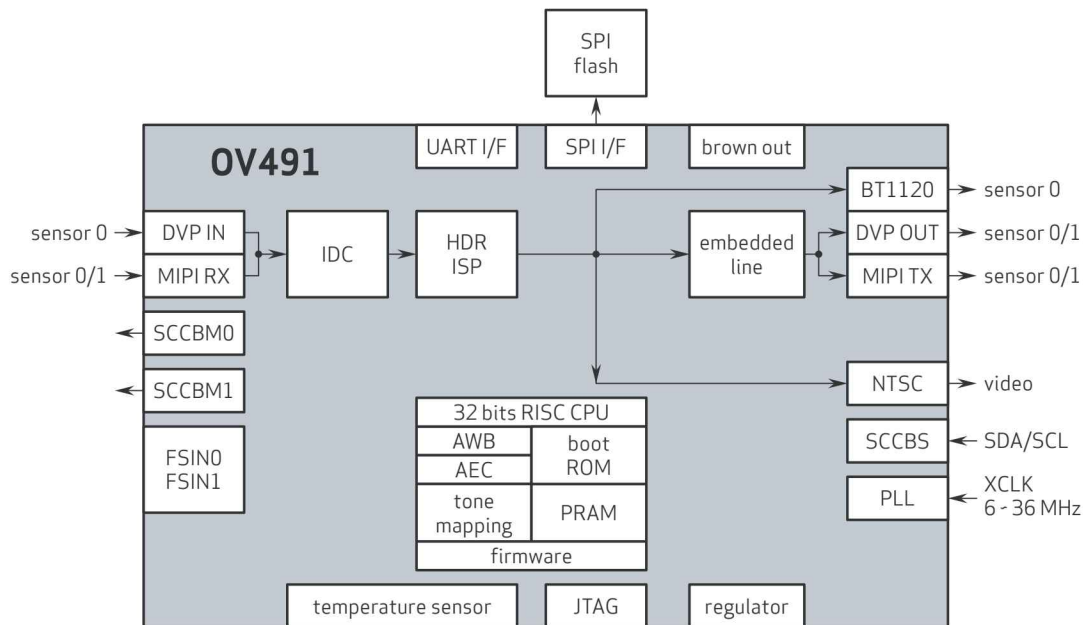 SPI
flash
OV491
UART I/F
SPI I/F
brown out
BT1120
sensor 0
sensor 0
DVP IN
IDC
HDR
ISP
embedded
line
DVP OUT
sensor 0/1
sensor 0/1
MIPI RX
MIPI TX
sensor 0/1
SCCBM0
SCCBM1
NTSC
video
FSIN0
FSIN1
32 bits RISC CPU
AWB
AEC
boot
ROM
tone
mapping
PRAM
firmware
SCCBS
SDA/SCL
PLL
XCLK
6 - 36 MHz
temperature sensor
JTAG
regulator